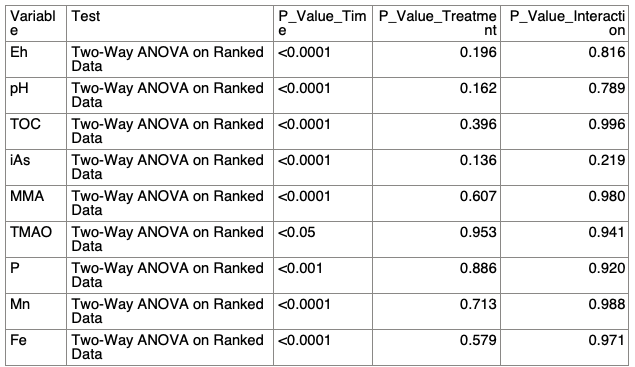 Variabl Test P_Value_Tim P_Value_Treatme P_Value_Interacti
e e nt on
Eh Two-Way ANOVA on Ranked <0.0001 0.196 0.816
Data
pH Two-Way ANOVA on Ranked <0.0001 0.162 0.789
Data
TOC Two-Way ANOVA on Ranked <0.0001 0.396 0.996
Data
iAs Two-Way ANOVA on Ranked <0.0001 0.136 0.219
Data
MMA Two-Way ANOVA on Ranked <0.0001 0.607 0.980
Data
TMAO Two-Way ANOVA on Ranked <0.05 0.953 0.941
Data
P Two-Way ANOVA on Ranked <0.001 0.886 0.920
Data
Mn Two-Way ANOVA on Ranked <0.0001 0.713 0.988
Data
Fe Two-Way ANOVA on Ranked <0.0001 0.579 0.971
Data